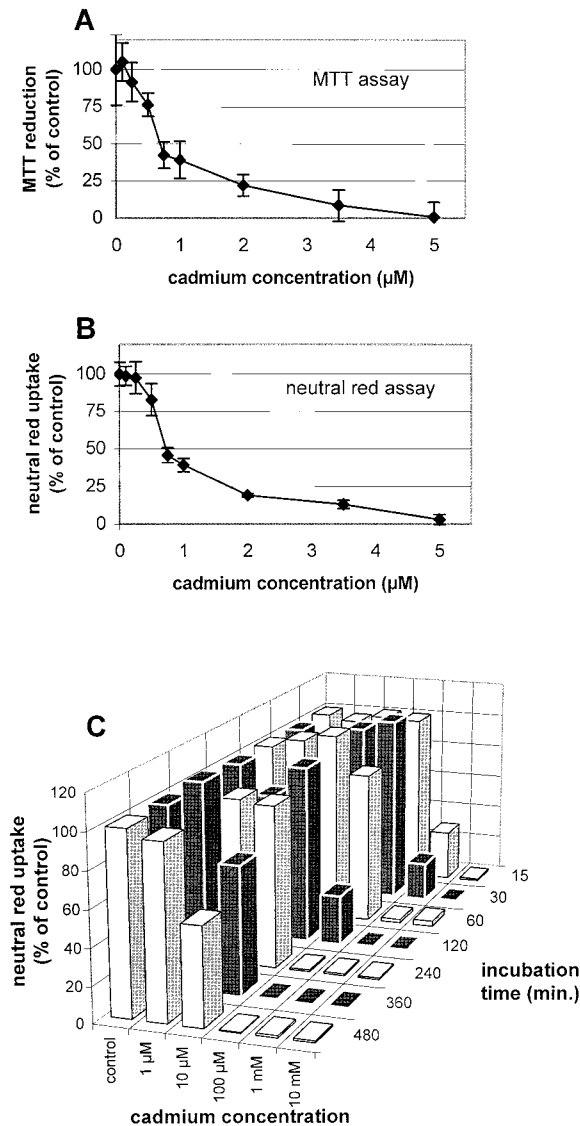 A
MTT reduction
(% of control)
100
75
50
25
0
MTT assay
0 1 2 3 4 5
cadmium concentration (µM)
B
neutral red uptake
(% of control)
100
75
50
25
0
neutral red assay
0 1 2 3 4 5
cadmium concentration (µM)
C
neutral red uptake
(% of control)
120
100
80
60
40
20
0
15
30
60
120
240
360
480
incubation
time (min.)
control
1 µM
10 µM
100 µM
1 mM
10 mM
cadmium concentration